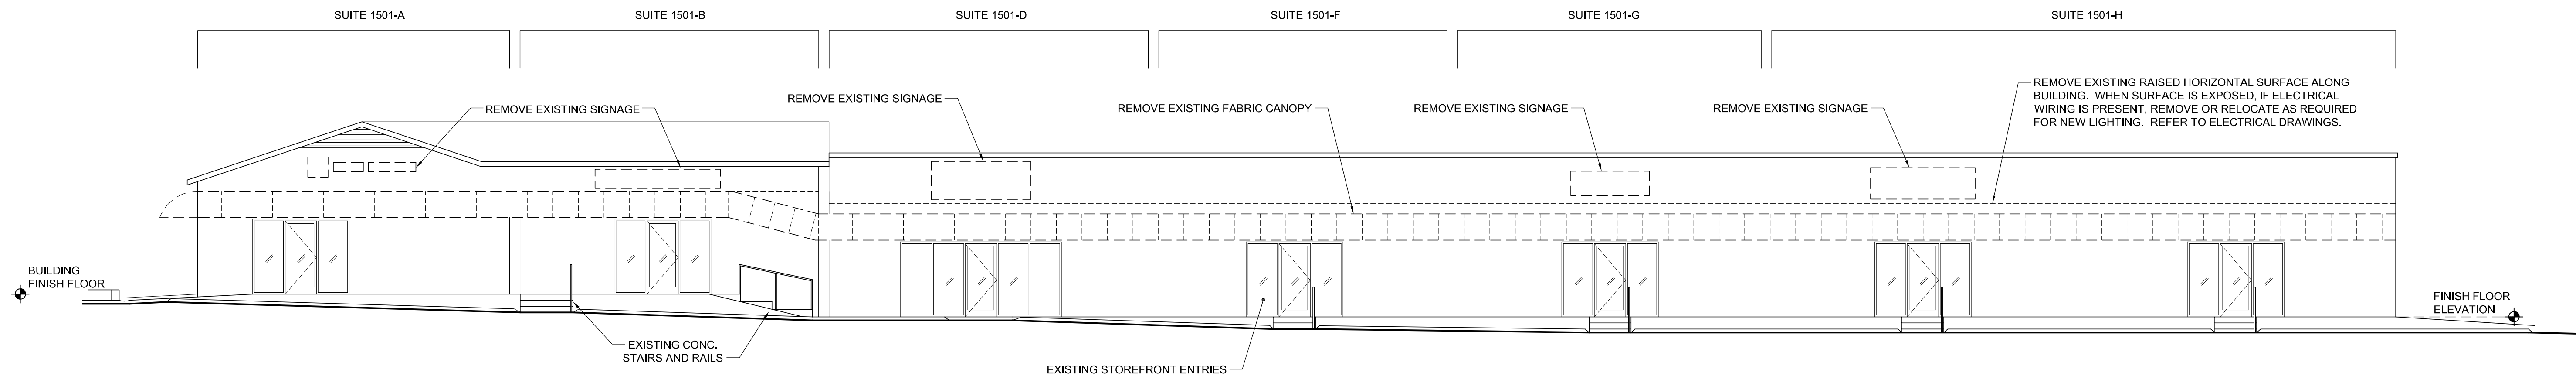 SUITE 1501-A
SUITE 1501-B
SUITE 1501-D
SUITE 1501-F
SUITE 1501-G
SUITE 1501-H
REMOVE EXISTING SIGNAGE
REMOVE EXISTING SIGNAGE
REMOVE EXISTING FABRIC CANOPY
REMOVE EXISTING SIGNAGE
REMOVE EXISTING SIGNAGE
REMOVE EXISTING RAISED HORIZONTAL SURFACE ALONG
BUILDING. WHEN SURFACE IS EXPOSED, IF ELECTRICAL
WIRING IS PRESENT, REMOVE OR RELOCATE AS REQUIRED
FOR NEW LIGHTING. REFER TO ELECTRICAL DRAWINGS.
BUILDING
FINISH FLOOR
FINISH FLOOR
ELEVATION
EXISTING CONC.
STAIRS AND RAILS
EXISTING STOREFRONT ENTRIES